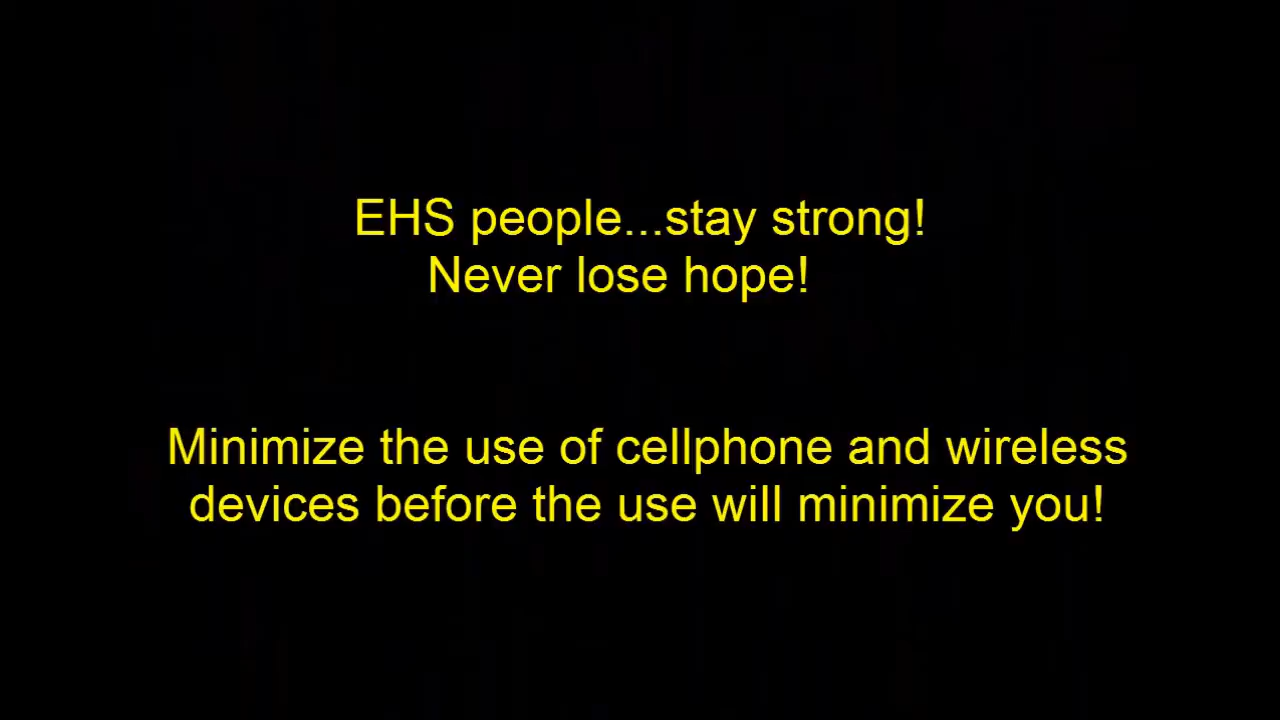 EHS people...stay strong!
Never lose hope!
Minimize the use of cellphone and wireless
devices before the use will minimize you!